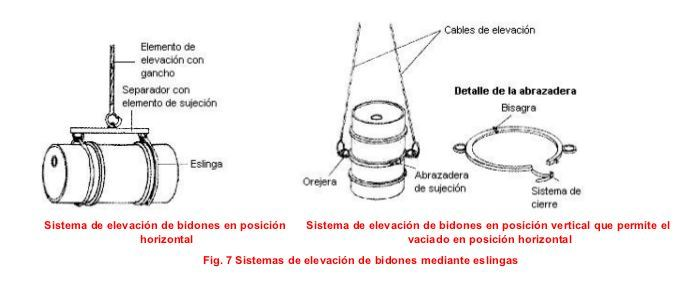 Elemento de
elevación con
gancho
Separador con
elemento de sujeción
Eslinga
Sistema de elevación de bidones en posición
horizontal
Cables de elevación
Orejera
Abrazadera
de sujeción
Detalle de la abrazadera
Bisagra
Sistema de
cierre
Sistema de elevación de bidones en posición vertical que permite el
vaciado en posición horizontal
Fig. 7 Sistemas de elevación de bidones mediante eslingas